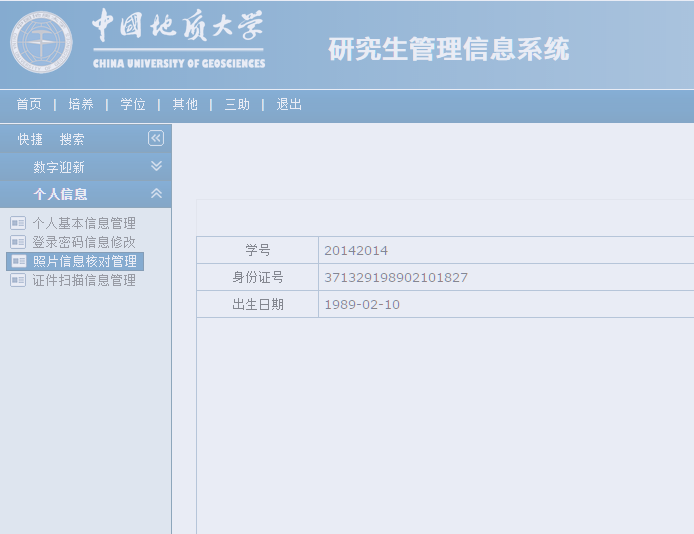 中国地质大学
CHINA UNIVERSITY OF GEOSCIENCES
研究生管理信息系统
首页 | 培养 | 学位 | 其他 | 三助 | 退出
快捷 搜索
数字迎新
个人信息
个人基本信息管理
登录密码信息修改
照片信息核对管理
证件扫描信息管理
学号 20142014
身份证号 371329198902101827
出生日期 1989-02-10